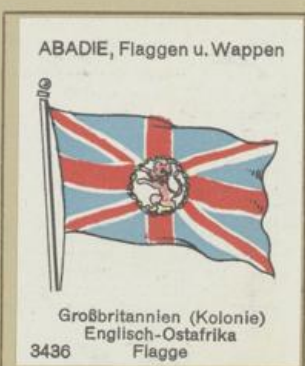 ABADIE, Flaggen u. Wappen
Großbritannien (Kolonie)
Englisch-Ostafrika
3436 Flagge